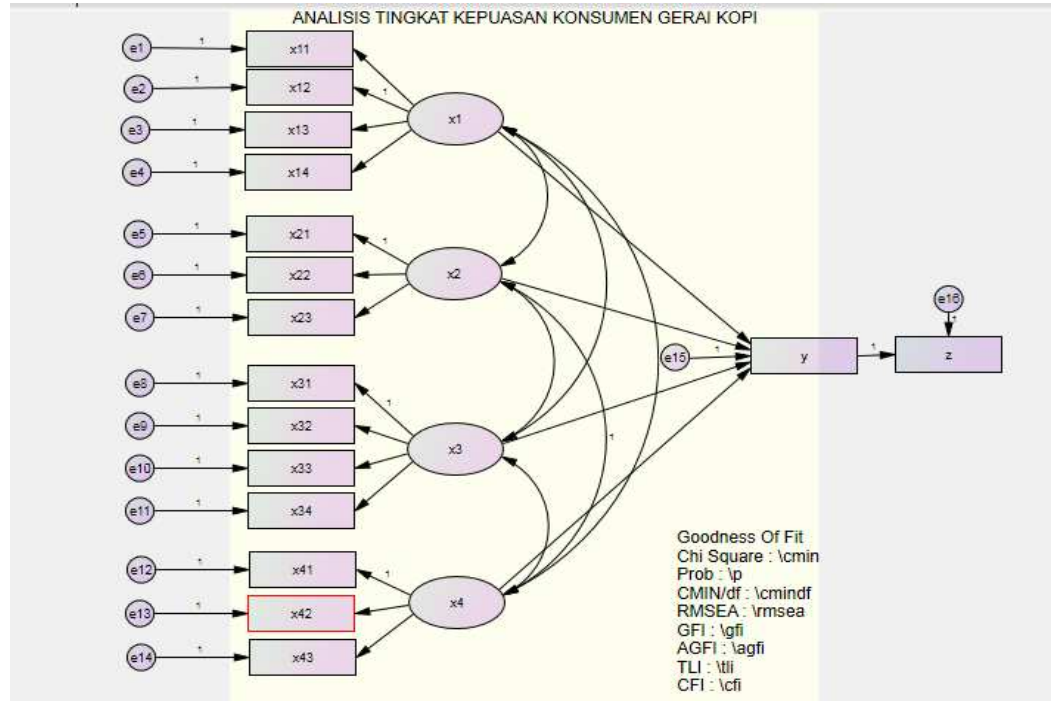 ANALISIS TINGKAT KEPUASAN KONSUMEN GERAI KOPI
e1 1 x11
e2 1 x12 1
e3 1 x13
e4 1 x14
x1
e5 1 x21 1
e6 1 x22
e7 1 x23
x2
e8 1 x31 1
e9 1 x32
e10 1 x33
e11 1 x34
x3
e12 1 x41 1
e13 1 x42
e14 1 x43
x4
1
e15 1 y 1 z
e16 1
Goodness Of Fit
Chi Square : \cmin
Prob : \p
CMIN/df : \cmindf
RMSEA : \rmsea
GFI : \gfi
AGFI : \agfi
TLI : \tli
CFI : \cfi